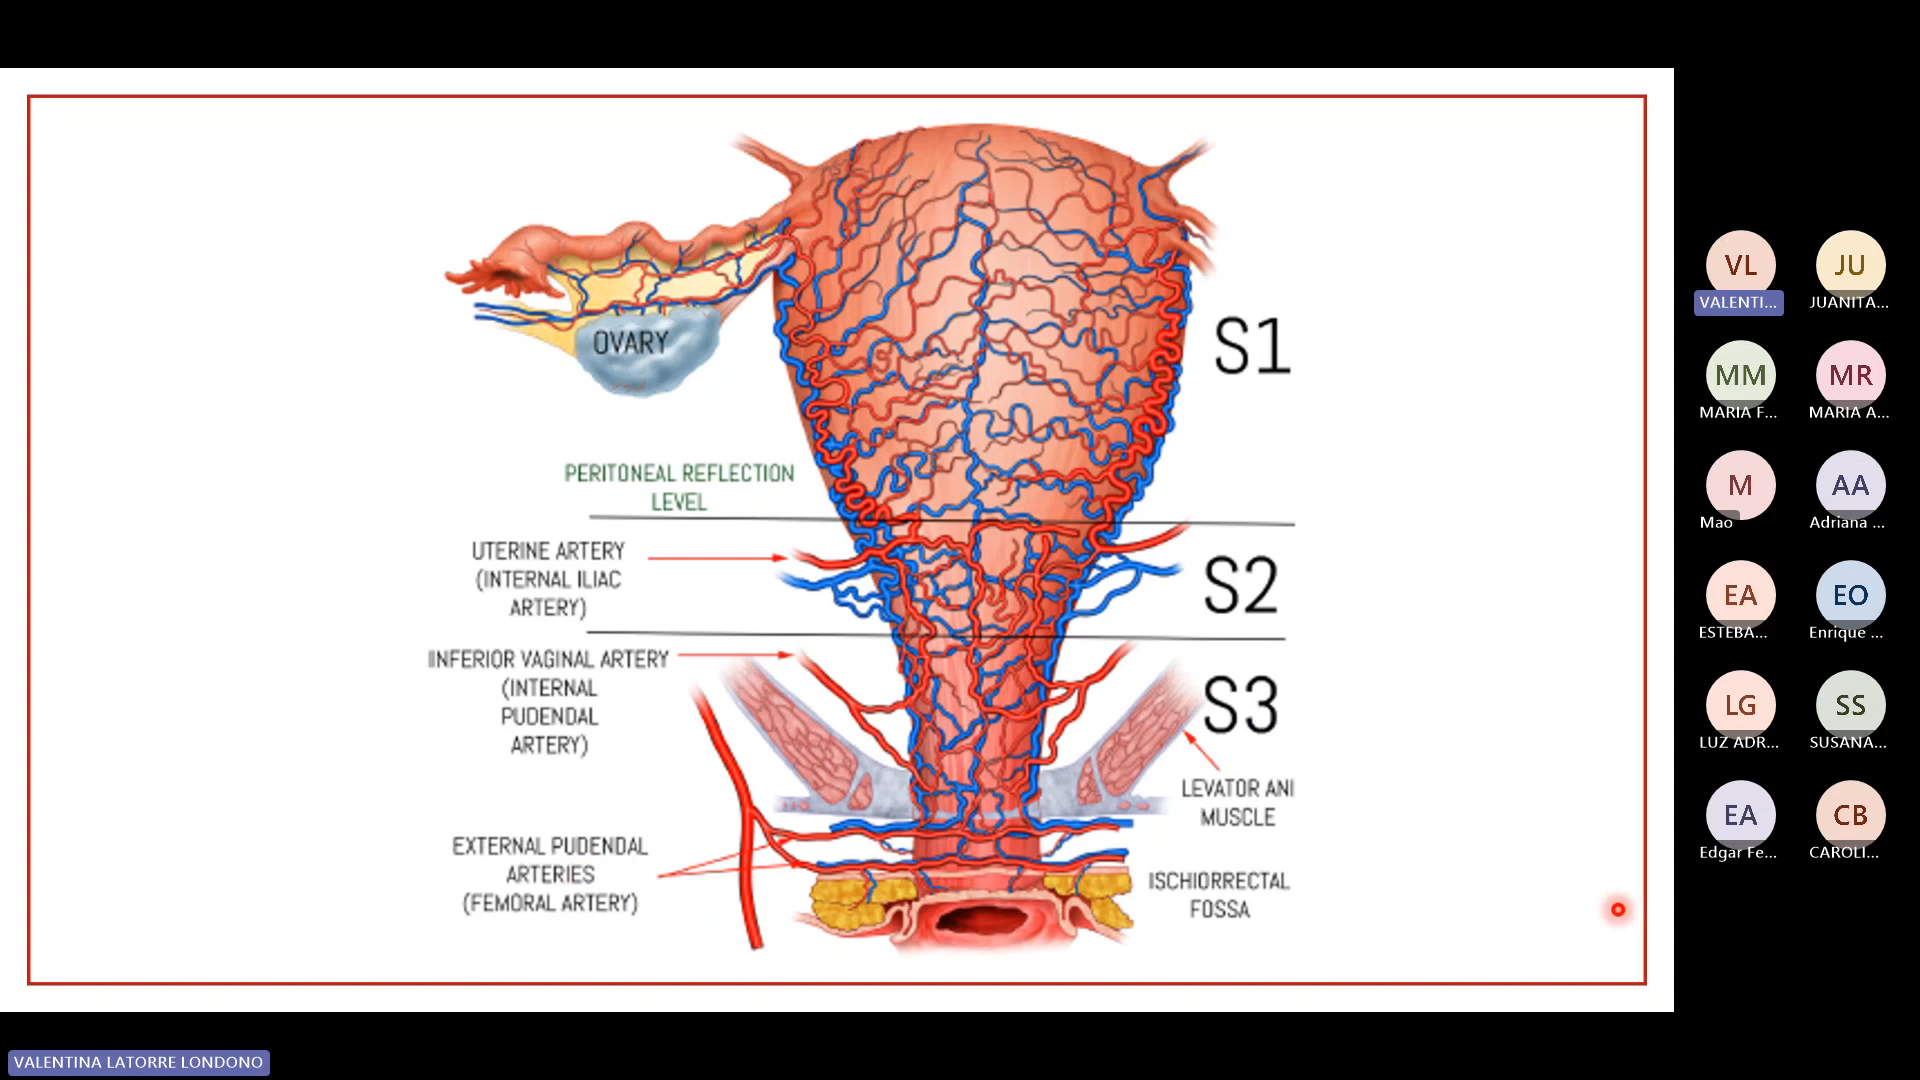 OVARY
S1
PERITONEAL REFLECTION
LEVEL
UTERINE ARTERY
(INTERNAL ILIAC
ARTERY)
S2
INFERIOR VAGINAL ARTERY
(INTERNAL
PUDENDAL
ARTERY)
S3
LEVATOR ANI
MUSCLE
EXTERNAL PUDENDAL
ARTERIES
(FEMORAL ARTERY)
ISCHIORRECTAL
FOSSA
VL
JU
VALENTI...
JUANITA...
MM
MR
MARIA F...
MARIA A...
M
AA
Mao
Adriana ...
EA
EO
ESTEBA...
Enrique ...
LG
SS
LUZ ADR...
SUSANA...
EA
CB
Edgar Fe...
CAROLI...
VALENTINA LATORRE LONDONO